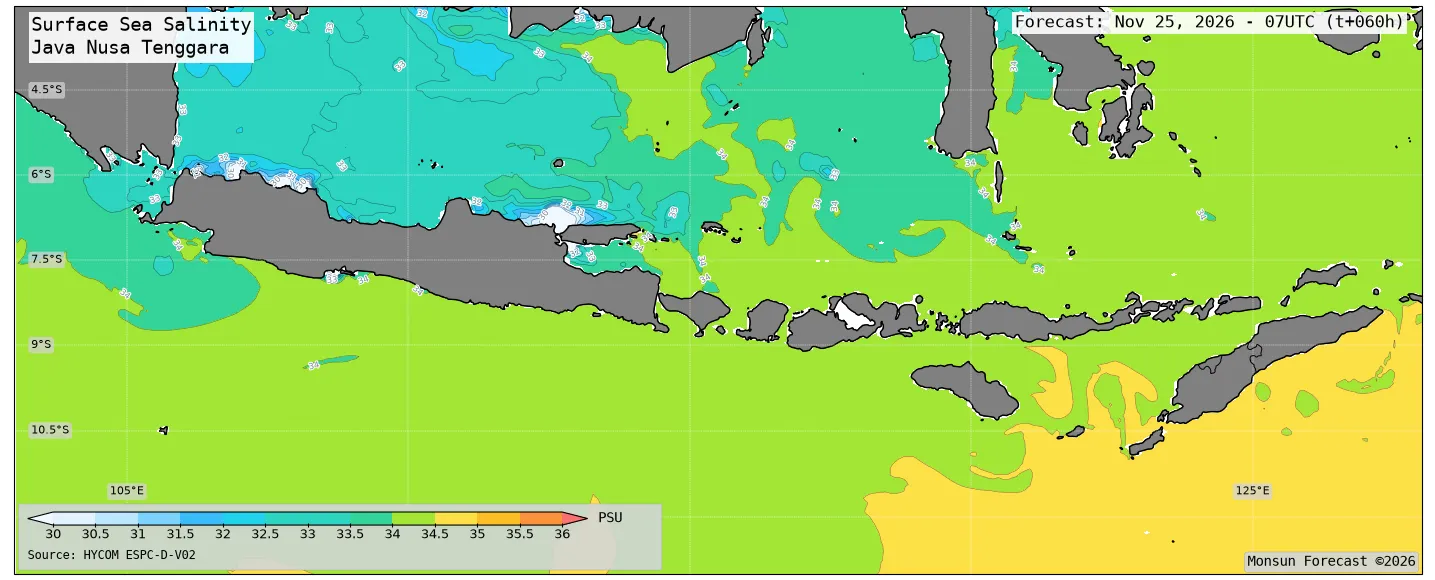 Surface Sea Salinity
Java Nusa Tenggara
Forecast: Nov 25, 2026 - 07UTC (t+060h)
4.5°S
6°S
7.5°S
9°S
10.5°S
105°E
125°E
30 30.5 31 31.5 32 32.5 33 33.5 34 34.5 35 35.5 36
PSU
Source: HYCOM ESPC-D-V02
Monsun Forecast ©2026